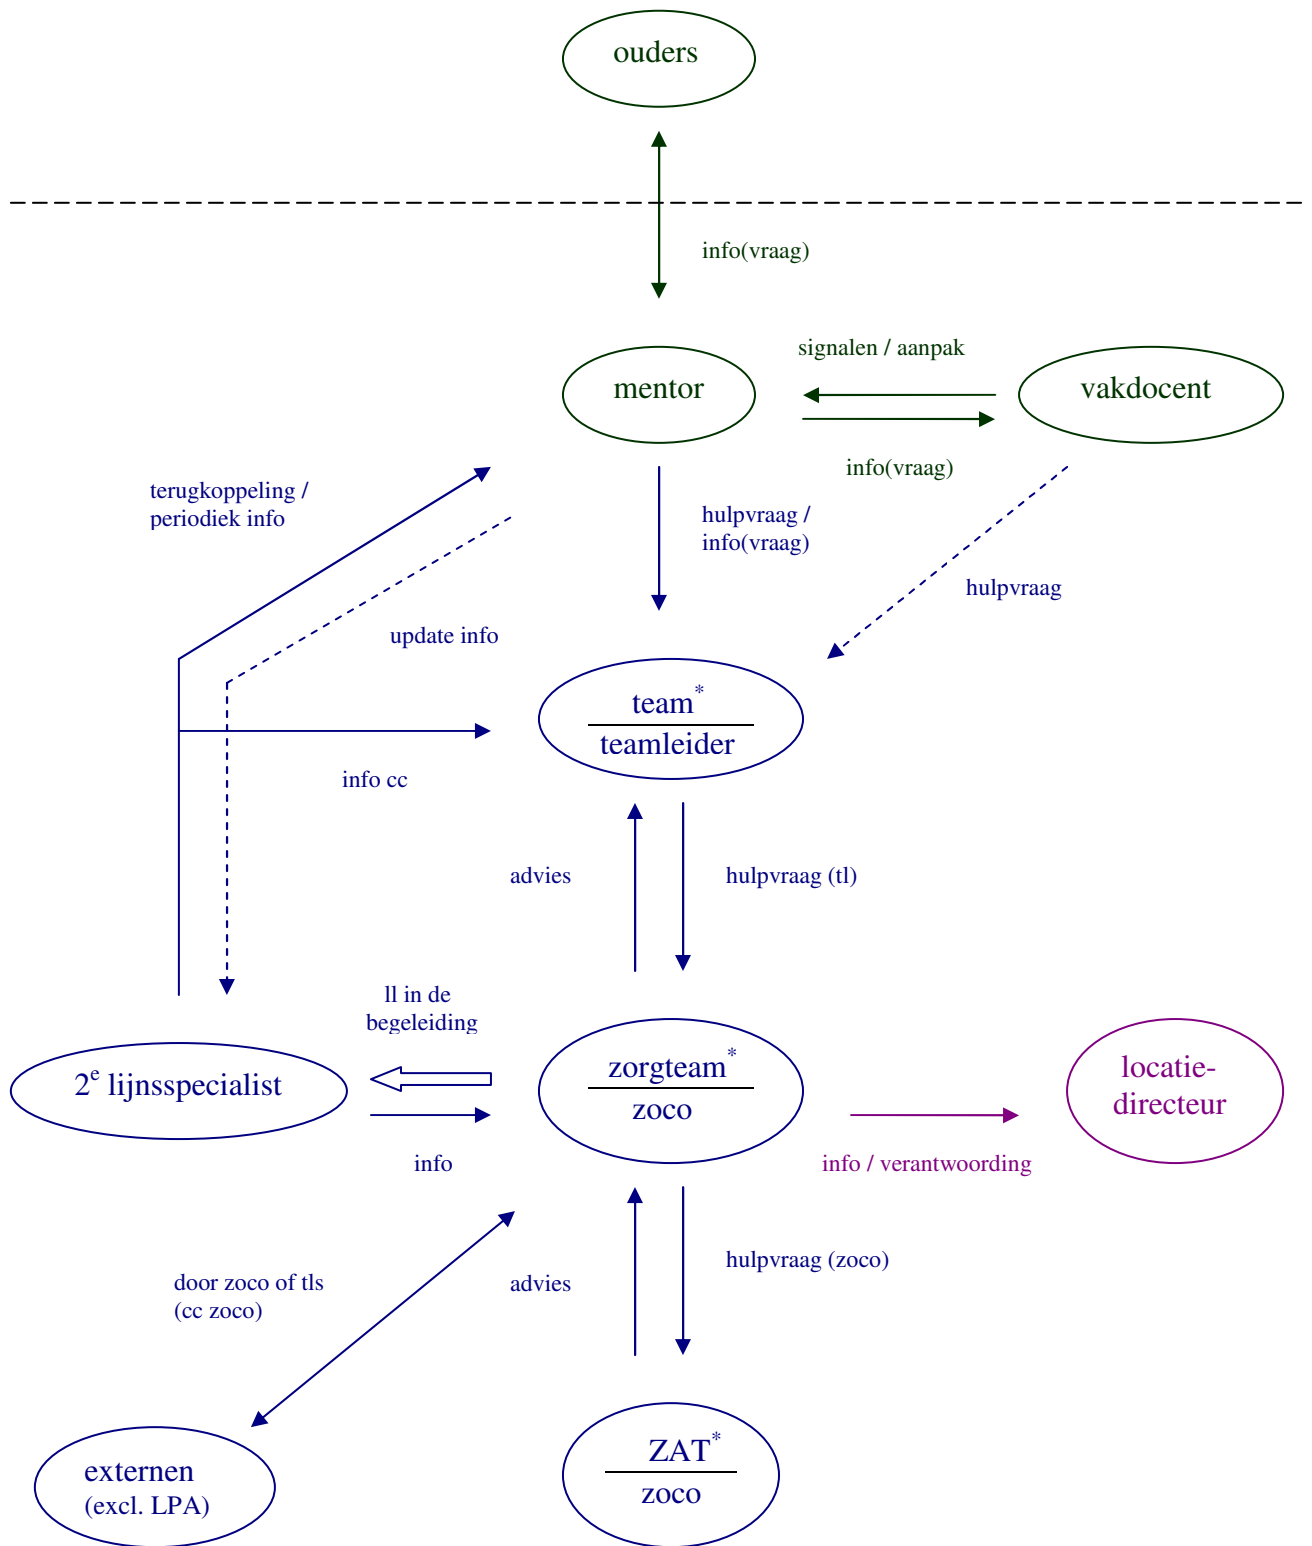 ouders
info(vraag)
signalen / aanpak
mentor
vakdocent
info(vraag)
terugkoppeling /
periodiek info
hulpvraag /
info(vraag)
hulpvraag
update info
team*
teamleider
info cc
advies
hulpvraag (tl)
ll in de
begeleiding
2e lijnsspecialist
zorgteam*
zoco
locatie-
directeur
info
info / verantwoording
door zoco of tls
(cc zoco)
advies
hulpvraag (zoco)
externen
(excl. LPA)
ZAT*
zoco